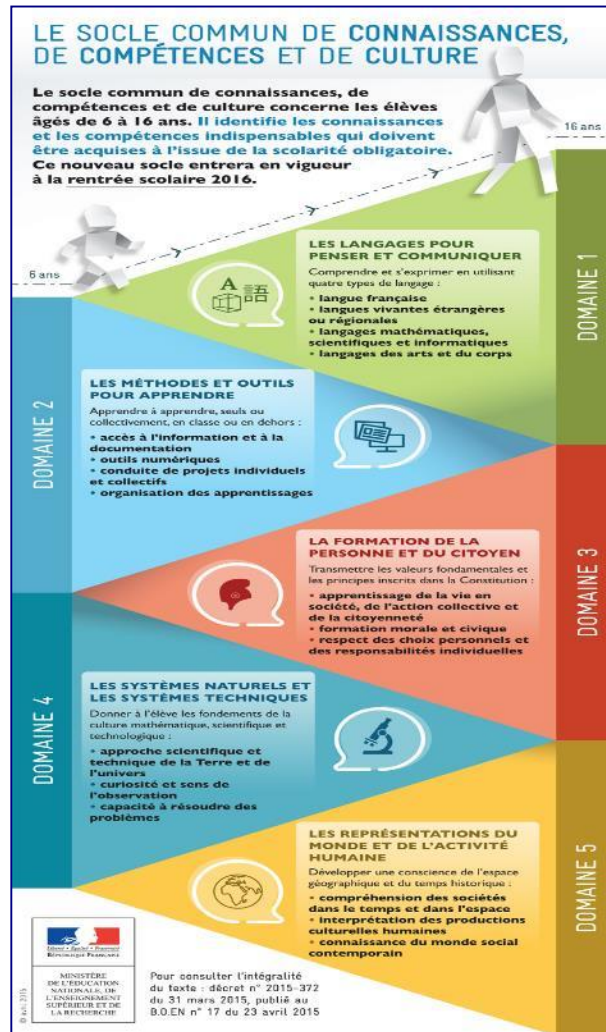 LE SOCLE COMMUN DE CONNAISSANCES,
DE COMPÉTENCES ET DE CULTURE
Le socle commun de connaissances, de
compétences et de culture concerne les élèves
âgés de 6 à 16 ans. Il identifie les connaissances
et les compétences indispensables qui doivent
être acquises à l'issue de la scolarité obligatoire.
Ce nouveau socle entrera en vigueur
à la rentrée scolaire 2016.
16 ans
6 ans
DOMAINE 1
LES LANGAGES POUR
PENSER ET COMMUNIQUER
Comprendre et s'exprimer en utilisant
quatre types de langage :
• langue française
• langues vivantes étrangères
ou régionales
• langages mathématiques,
scientifiques et informatiques
• langages des arts et du corps
A 語
DOMAINE 2
LES MÉTHODES ET OUTILS
POUR APPRENDRE
Apprendre à apprendre, seuls ou
collectivement, en classe ou en dehors :
• accès à l'information et à la
documentation
• outils numériques
• conduite de projets individuels
et collectifs
• organisation des apprentissages
DOMAINE 3
LA FORMATION DE LA
PERSONNE ET DU CITOYEN
Transmettre les valeurs fondamentales et
les principes inscrits dans la Constitution :
• apprentissage de la vie en
société, de l'action collective et
de la citoyenneté
• formation morale et civique
• respect des choix personnels et
des responsabilités individuelles
DOMAINE 4
LES SYSTÈMES NATURELS ET
LES SYSTÈMES TECHNIQUES
Donner à l'élève les fondements de la
culture mathématique, scientifique et
technologique :
• approche scientifique et
technique de la Terre et de
l'univers
• curiosité et sens de
l'observation
• capacité à résoudre des
problèmes
DOMAINE 5
LES REPRÉSENTATIONS DU
MONDE ET DE L'ACTIVITÉ
HUMAINE
Développer une conscience de l'espace
géographique et du temps historique :
• compréhension des sociétés
dans le temps et dans l'espace
• interprétation des productions
culturelles humaines
• connaissance du monde social
contemporain
Liberté • Égalité • Fraternité
RÉPUBLIQUE FRANÇAISE
MINISTÈRE
DE L'ÉDUCATION
NATIONALE, DE
L'ENSEIGNEMENT
SUPÉRIEUR ET DE
LA RECHERCHE
Pour consulter l'intégralité
du texte : décret n° 2015-372
du 31 mars 2015, publié au
B.O.EN n° 17 du 23 avril 2015
© avril 2015